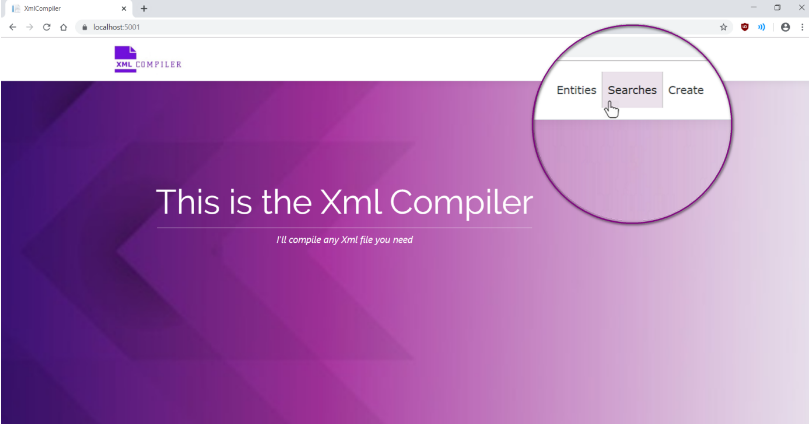 XmlCompiler
localhost:5001
XML COMPILER
Entities Searches Create
This is the Xml Compiler
I'll compile any Xml file you need